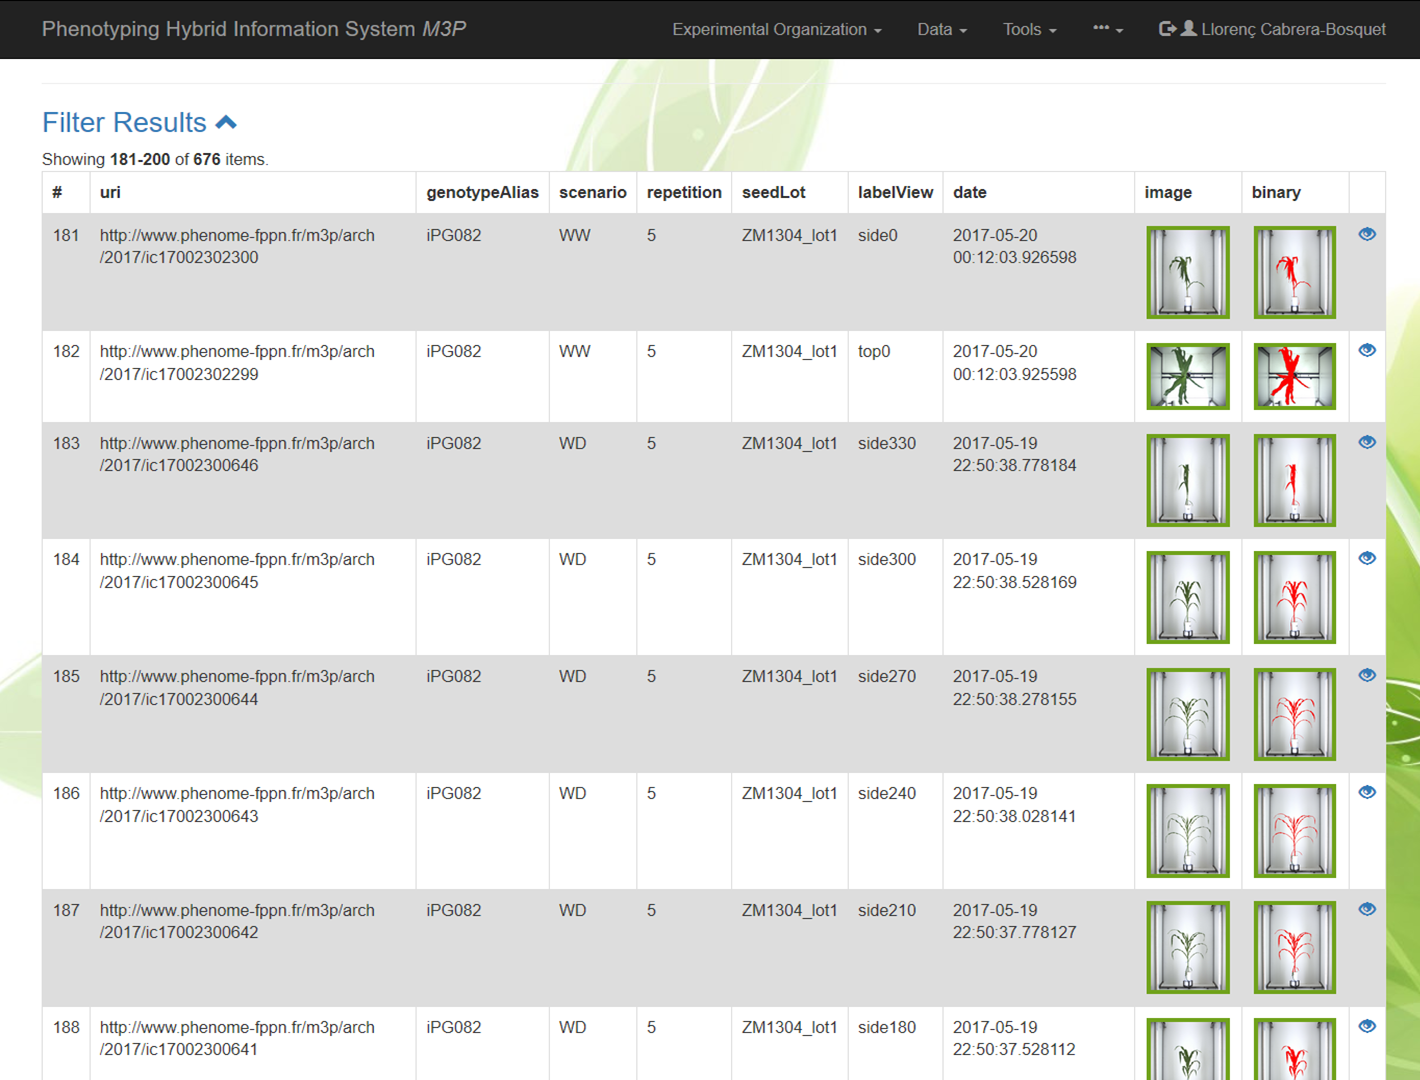 Phenotyping Hybrid Information System M3P Experimental Organization Data Tools ••• Llorenç Cabrera-Bosquet
Filter Results
Showing 181-200 of 676 items.
# uri genotypeAlias scenario repetition seedLot labelView date image binary
181 http://www.phenome-fppn.fr/m3p/arch iPG082 WW 5 ZM1304_lot1 side0 2017-05-20
/2017/ic17002302300 00:12:03.926598
182 http://www.phenome-fppn.fr/m3p/arch iPG082 WW 5 ZM1304_lot1 top0 2017-05-20
/2017/ic17002302299 00:12:03.925598
183 http://www.phenome-fppn.fr/m3p/arch iPG082 WD 5 ZM1304_lot1 side330 2017-05-19
/2017/ic17002300646 22:50:38.778184
184 http://www.phenome-fppn.fr/m3p/arch iPG082 WD 5 ZM1304_lot1 side300 2017-05-19
/2017/ic17002300645 22:50:38.528169
185 http://www.phenome-fppn.fr/m3p/arch iPG082 WD 5 ZM1304_lot1 side270 2017-05-19
/2017/ic17002300644 22:50:38.278155
186 http://www.phenome-fppn.fr/m3p/arch iPG082 WD 5 ZM1304_lot1 side240 2017-05-19
/2017/ic17002300643 22:50:38.028141
187 http://www.phenome-fppn.fr/m3p/arch iPG082 WD 5 ZM1304_lot1 side210 2017-05-19
/2017/ic17002300642 22:50:37.778127
188 http://www.phenome-fppn.fr/m3p/arch iPG082 WD 5 ZM1304_lot1 side180 2017-05-19
/2017/ic17002300641 22:50:37.528112